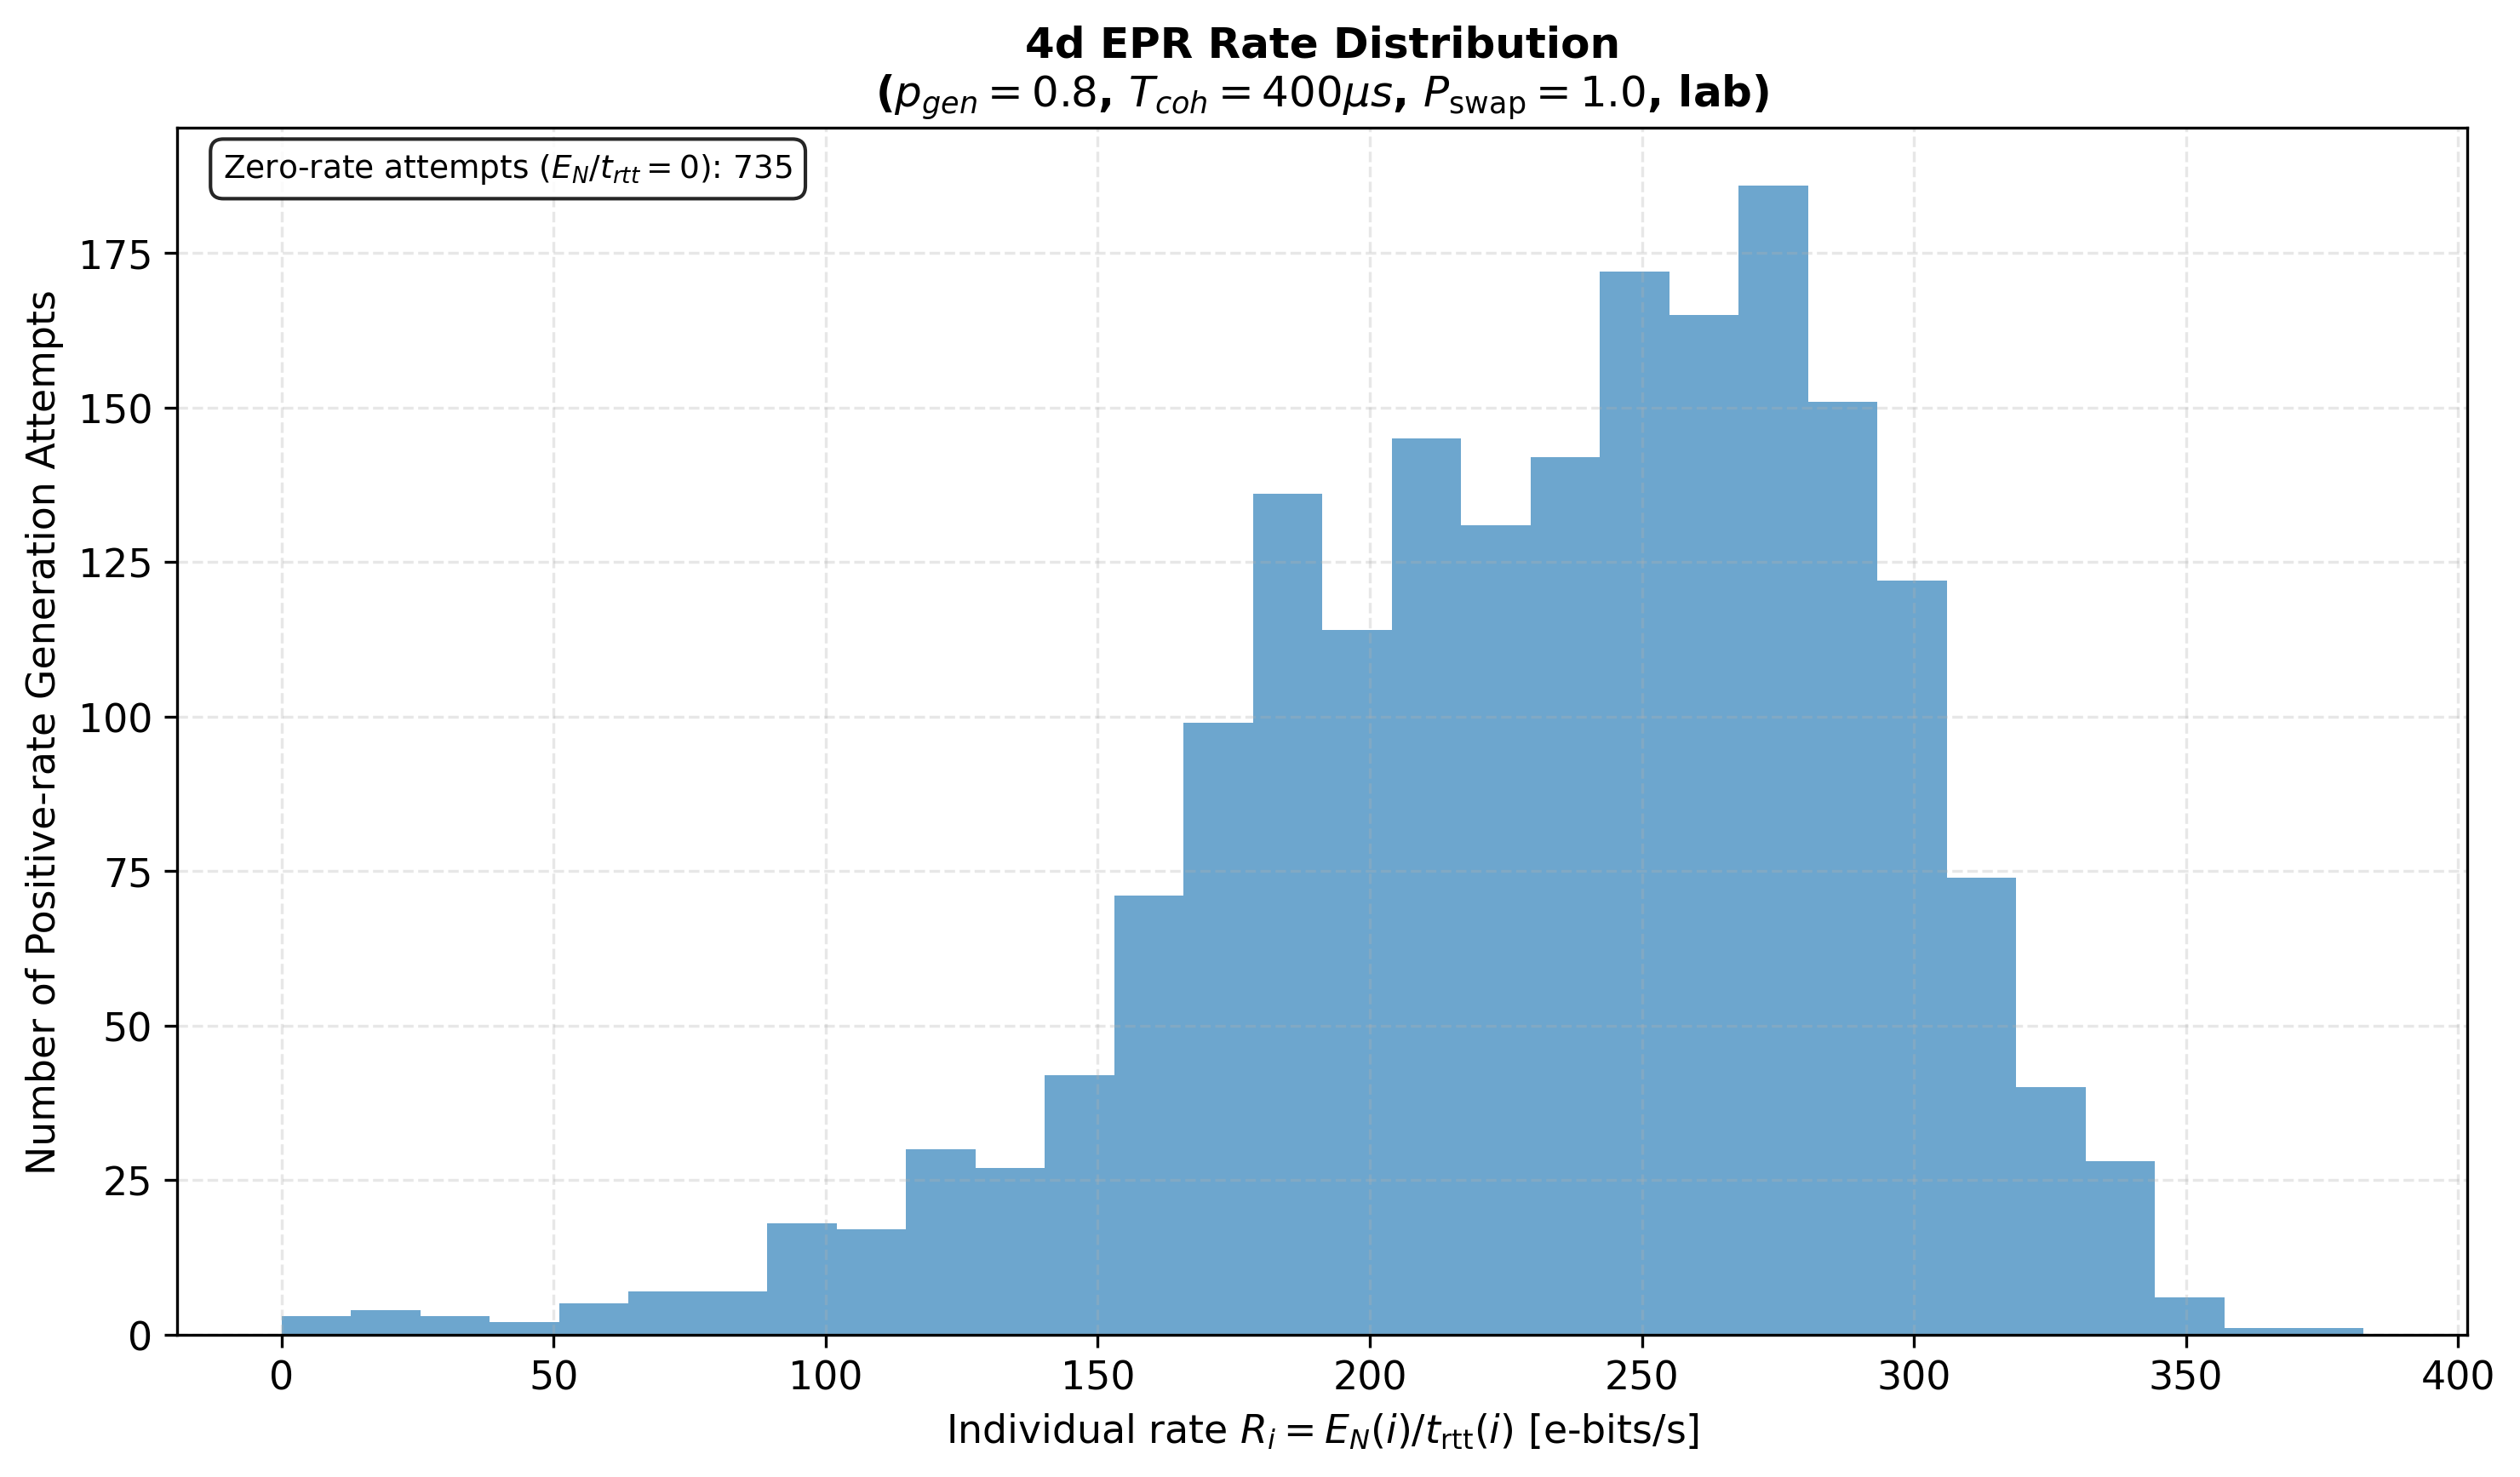 4d EPR Rate Distribution
(p_gen = 0.8, T_coh = 400μs, P_swap = 1.0, lab)
Zero-rate attempts (E_N/t_rtt = 0): 735
Number of Positive-rate Generation Attempts
175
150
125
100
75
50
25
0
0 50 100 150 200 250 300 350 400
Individual rate R_i = E_N(i)/t_rtt(i) [e-bits/s]